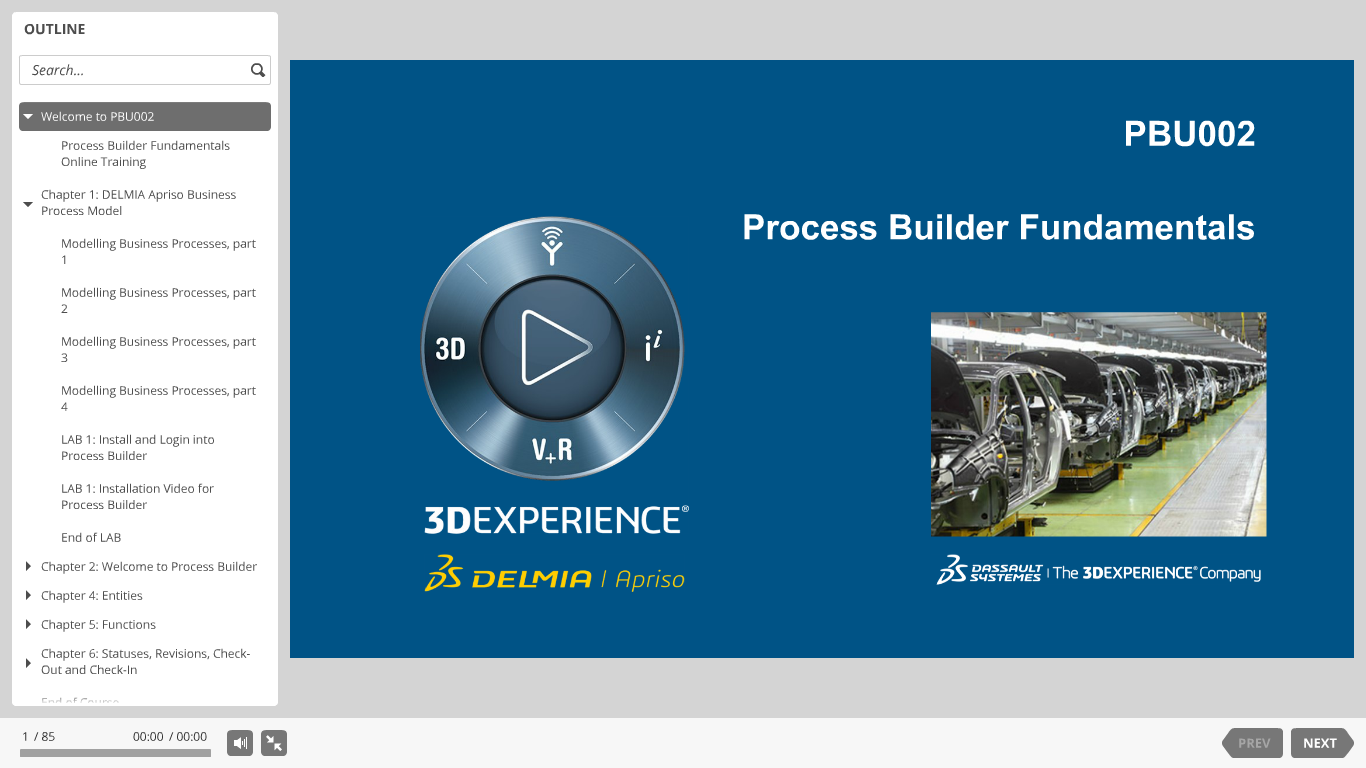 OUTLINE
Search...
Welcome to PBU002
Process Builder Fundamentals
Online Training
Chapter 1: DELMIA Apriso Business
Process Model
Modelling Business Processes, part
1
Modelling Business Processes, part
2
Modelling Business Processes, part
3
Modelling Business Processes, part
4
LAB 1: Install and Login into
Process Builder
LAB 1: Installation Video for
Process Builder
End of LAB
Chapter 2: Welcome to Process Builder
Chapter 4: Entities
Chapter 5: Functions
Chapter 6: Statuses, Revisions, Check-
Out and Check-In
End of Course
PBU002
Process Builder Fundamentals
3D
i i
V+R
3DEXPERIENCE®
DELMIA | Apriso
DASSAULT
SYSTEMES | The 3DEXPERIENCE® Company
1 / 85
00:00 / 00:00
PREV
NEXT